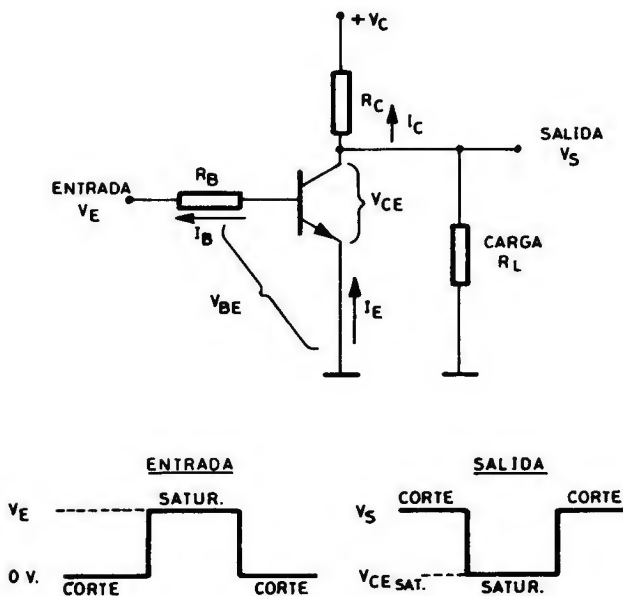 + VC
RC
IC
SALIDA
VS
ENTRADA
VE
RB
IB
VCE
CARGA
RL
VBE
IE
ENTRADA
SALIDA
VE
SATUR.
0 V.
CORTE
CORTE
VS
CORTE
CORTE
VCE SAT.
SATUR.